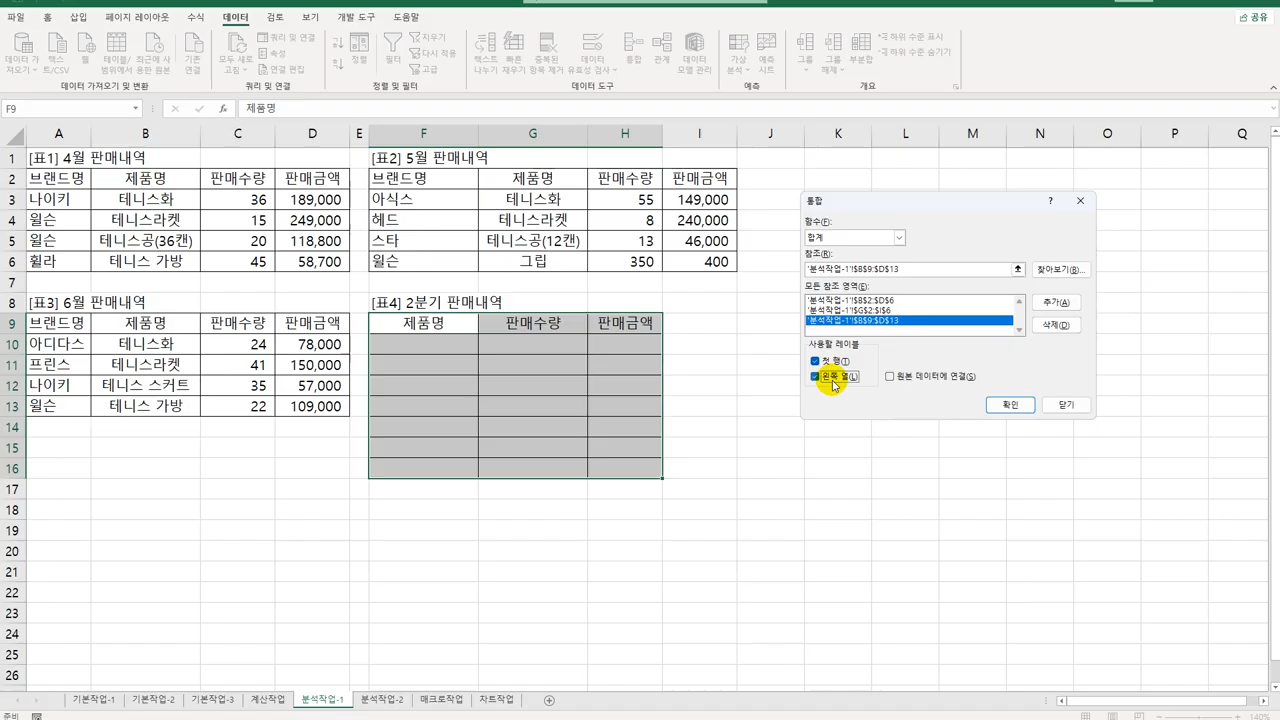 파일 홈 삽입 페이지 레이아웃 수식 데이터 검토 보기 개발 도구 도움말 공유
데이터 가져오기 텍스트/CSV 웹 테이블/범위에서 최근에 사용한 원본 기존 연결 모두 새로 고침 쿼리 및 연결 속성 연결 편집 정렬 필터 지우기 다시 적용 고급 텍스트 나누기 빠른 채우기 중복된 항목 제거 데이터 유효성 검사 통합 관계 데이터 모델 관리 가상 분석 예측 시트 그룹 그룹 해제 부분합 하위 수준 표시 하위 수준 숨기기
데이터 가져오기 및 변환 쿼리 및 연결 정렬 및 필터 데이터 도구 예측 개요
F9 fx 제품명
A B C D E F G H I J K L M N O P Q
1 [표1] 4월 판매내역 [표2] 5월 판매내역
2 브랜드명 제품명 판매수량 판매금액 브랜드명 제품명 판매수량 판매금액
3 나이키 테니스화 36 189,000 아식스 테니스화 55 149,000
4 윌슨 테니스라켓 15 249,000 헤드 테니스라켓 8 240,000
5 윌슨 테니스공(36캔) 20 118,800 스타 테니스공(12캔) 13 46,000
6 휠라 테니스 가방 45 58,700 윌슨 그립 350 400
7
8 [표3] 6월 판매내역 [표4] 2분기 판매내역
9 브랜드명 제품명 판매수량 판매금액 제품명 판매수량 판매금액
10 아디다스 테니스화 24 78,000
11 프린스 테니스라켓 41 150,000
12 나이키 테니스 스커트 35 57,000
13 윌슨 테니스 가방 22 109,000
14
15
16
17
18
19
20
21
22
23
24
25
26
통합 ? ×
함수(F):
합계
참조(R):
'분석작업-1'!$B$9:$D$13 찾아보기(B)...
모든 참조 영역(E):
'분석작업-1'!$B$2:$D$6 추가(A)
'분석작업-1'!$G$2:$I$6
'분석작업-1'!$B$9:$D$13 삭제(D)
사용할 레이블
첫 행(T)
왼쪽 열(L) 원본 데이터에 연결(S)
확인 닫기
기본작업-1 기본작업-2 기본작업-3 계산작업 분석작업-1 분석작업-2 매크로작업 차트작업
준비 140%